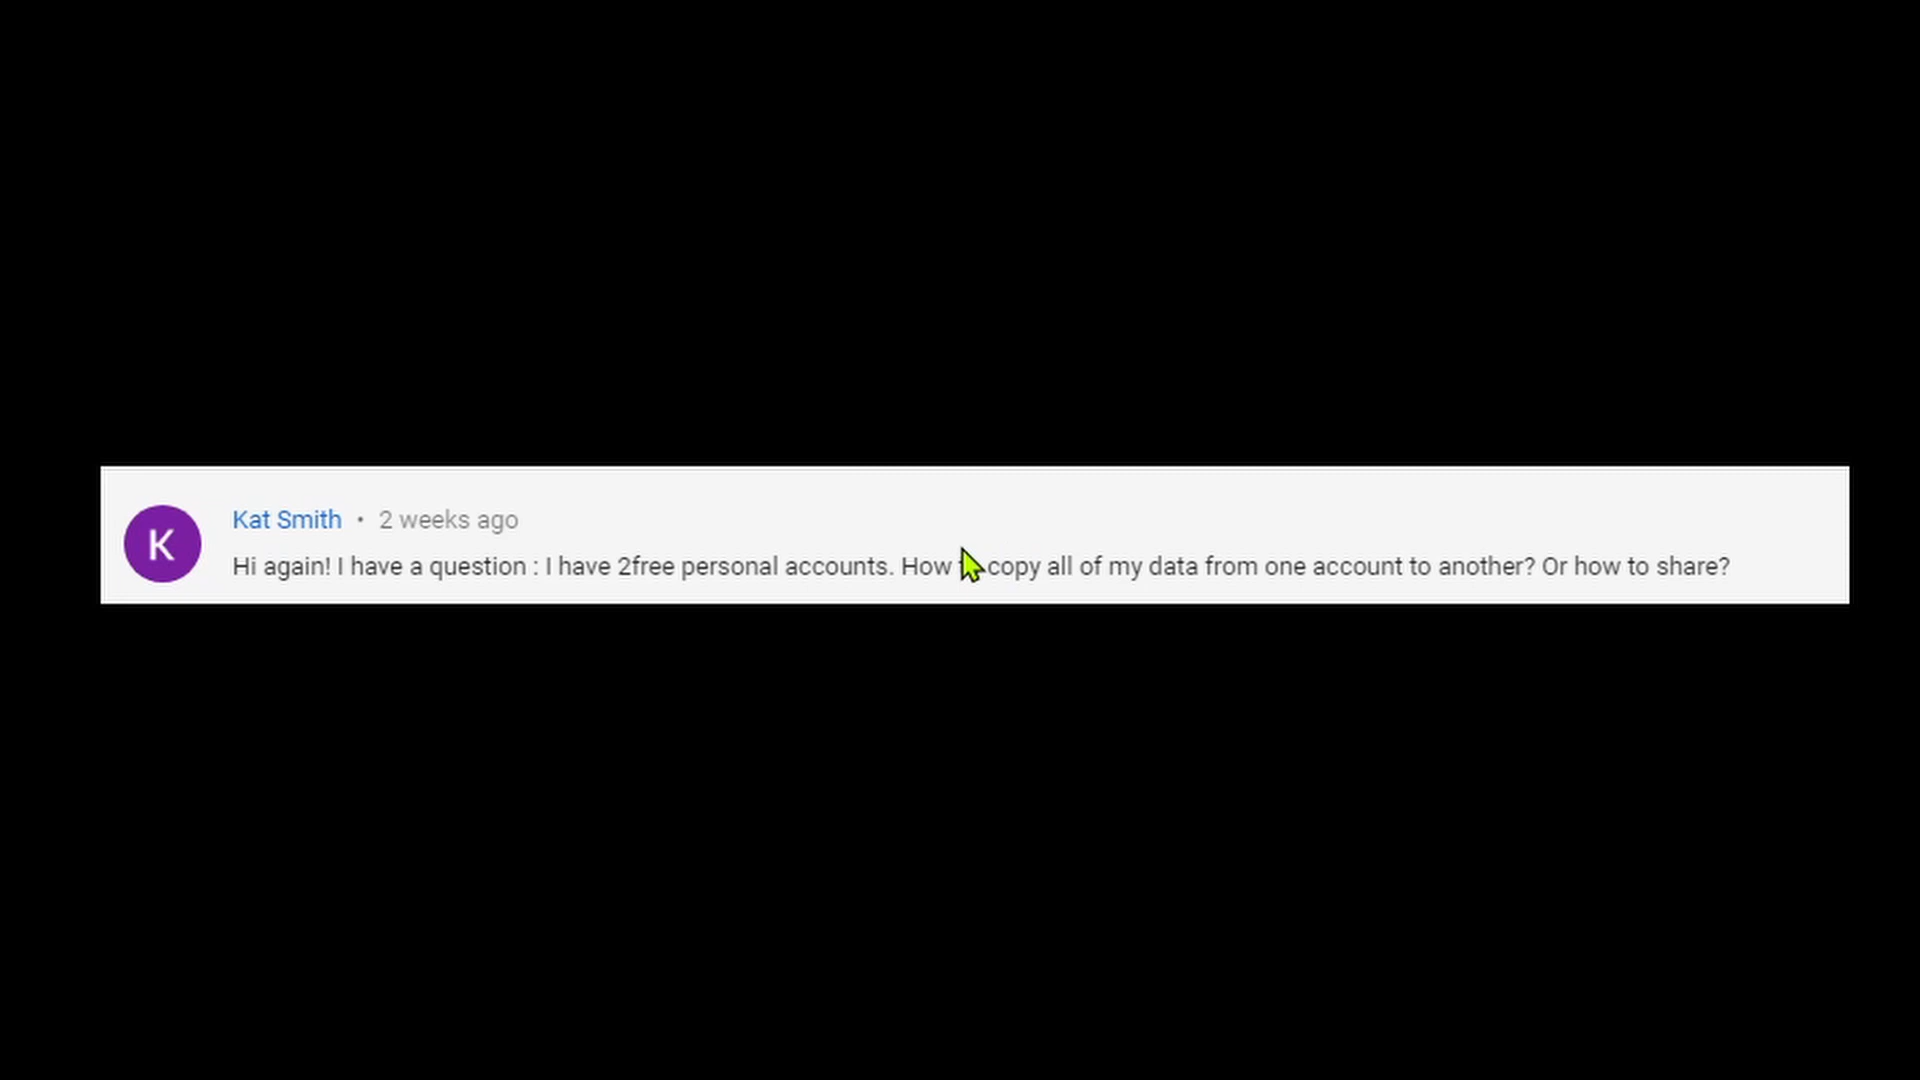 K
Kat Smith • 2 weeks ago
Hi again! I have a question : I have 2free personal accounts. How copy all of my data from one account to another? Or how to share?